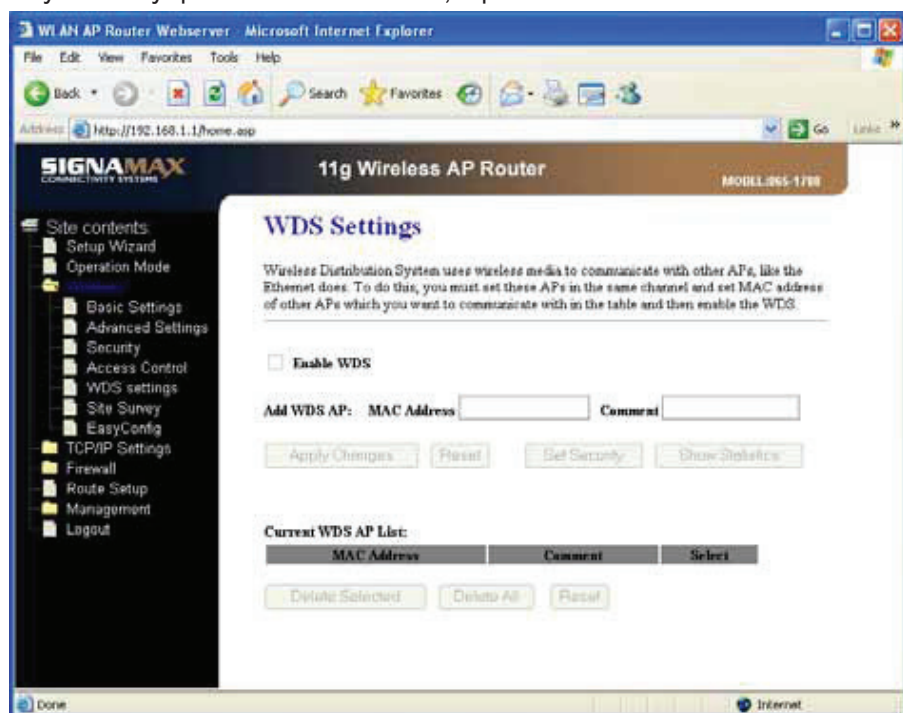 WLAN AP Router Webserver - Microsoft Internet Explorer
File Edit View Favorites Tools Help
Back Search Favorites
Address http://192.168.1.1/home.asp Go Links »
SIGNAMAX
CONNECTIVITY SYSTEMS
11g Wireless AP Router
MODEL:065-1788
Site contents:
Setup Wizard
Operation Mode
Wireless
Basic Settings
Advanced Settings
Security
Access Control
WDS settings
Site Survey
EasyConfig
TCP/IP Settings
Firewall
Route Setup
Management
Logout
WDS Settings
Wireless Distribution System uses wireless media to communicate with other APs, like the
Ethernet does. To do this, you must set these APs in the same channel and set MAC address
of other APs which you want to communicate with in the table and then enable the WDS.
Enable WDS
Add WDS AP: MAC Address Comment
Apply Changes Reset Set Security Show Statistics
Current WDS AP List:
MAC Address Comment Select
Delete Selected Delete All Reset
Done Internet